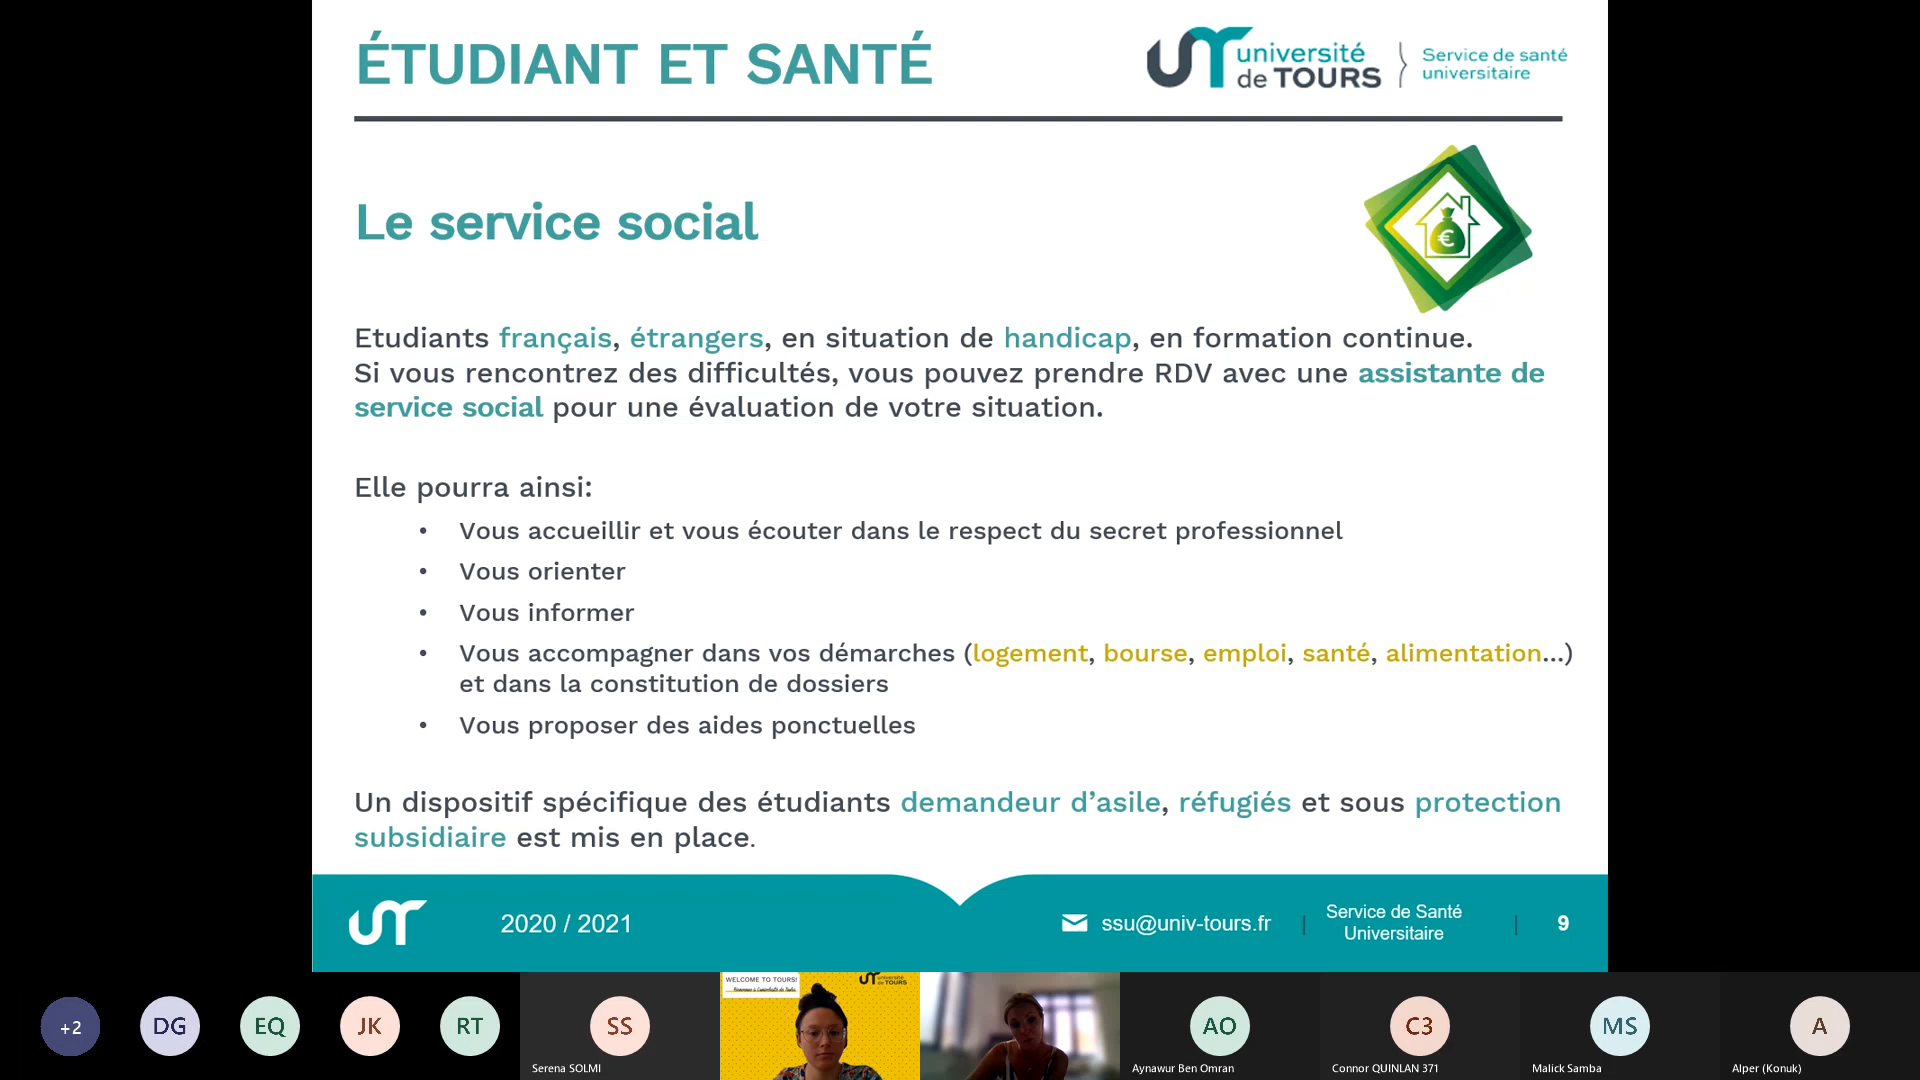 ÉTUDIANT ET SANTÉ
université
de TOURS
Service de santé
universitaire
Le service social
€
Etudiants français, étrangers, en situation de handicap, en formation continue.
Si vous rencontrez des difficultés, vous pouvez prendre RDV avec une assistante de
service social pour une évaluation de votre situation.
Elle pourra ainsi:
• Vous accueillir et vous écouter dans le respect du secret professionnel
• Vous orienter
• Vous informer
• Vous accompagner dans vos démarches (logement, bourse, emploi, santé, alimentation...)
et dans la constitution de dossiers
• Vous proposer des aides ponctuelles
Un dispositif spécifique des étudiants demandeur d’asile, réfugiés et sous protection
subsidiaire est mis en place.
2020 / 2021
ssu@univ-tours.fr
Service de Santé
Universitaire
9
+2
DG
EQ
JK
RT
SS
Serena SOLMI
WELCOME TO TOURS!
université
de TOURS
AO
Aynawur Ben Omran
C3
Connor QUINLAN 371
MS
Malick Samba
A
Alper (Konuk)